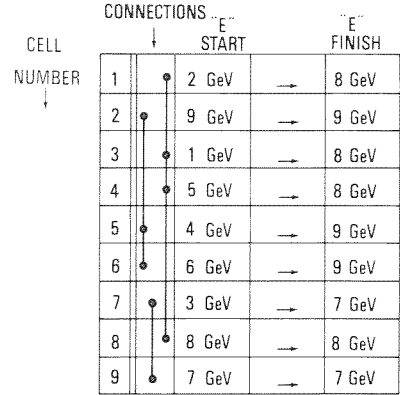 CONNECTIONS
CELL NUMBER
"E" START
"E" FINISH
1 2 GeV → 8 GeV
2 9 GeV → 9 GeV
3 1 GeV → 8 GeV
4 5 GeV → 8 GeV
5 4 GeV → 9 GeV
6 6 GeV → 9 GeV
7 3 GeV → 7 GeV
8 8 GeV → 8 GeV
9 7 GeV → 7 GeV